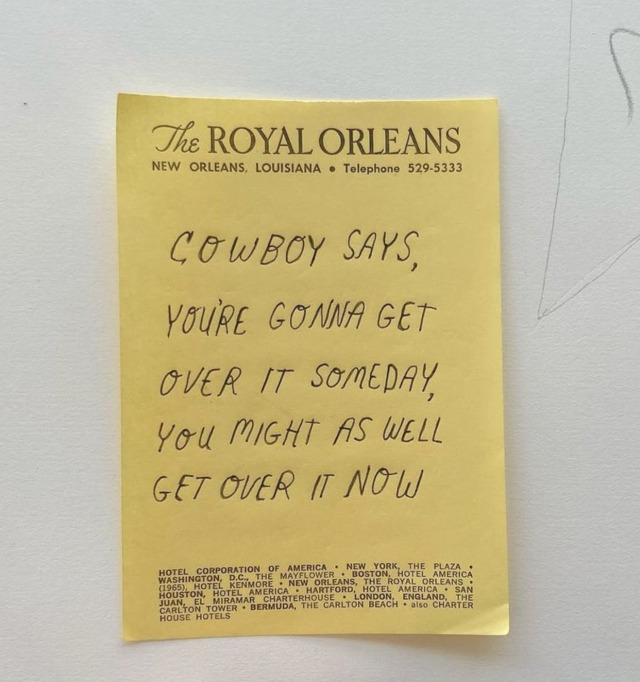 The ROYAL ORLEANS
NEW ORLEANS, LOUISIANA • Telephone 529-5333
COWBOY SAYS,
YOU'RE GONNA GET
OVER IT SOMEDAY,
YOU MIGHT AS WELL
GET OVER IT NOW
HOTEL CORPORATION OF AMERICA • NEW YORK, THE PLAZA •
WASHINGTON, D.C., THE MAYFLOWER • BOSTON, HOTEL AMERICA
(1965), HOTEL KENMORE • NEW ORLEANS, THE ROYAL ORLEANS •
HOUSTON, HOTEL AMERICA • HARTFORD, HOTEL AMERICA • SAN
JUAN, EL MIRAMAR CHARTERHOUSE • LONDON, ENGLAND, THE
CARLTON TOWER • BERMUDA, THE CARLTON BEACH • also CHARTER
HOUSE HOTELS